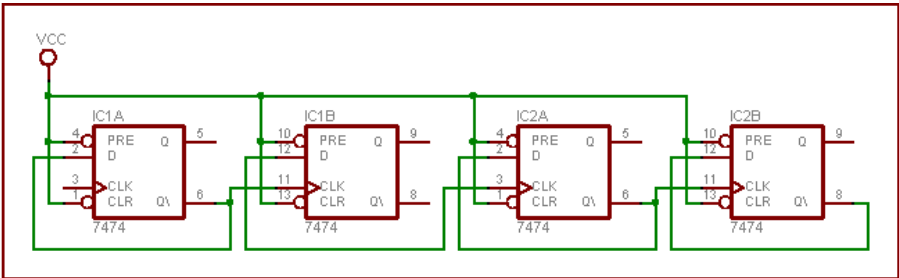 VCC
IC1A IC1B IC2A IC2B
4 PRE Q 5 10 PRE Q 9 4 PRE Q 5 10 PRE Q 9
2 D 12 D 2 D 12 D
3 CLK 11 CLK 3 CLK 11 CLK
1 CLR Q\ 6 13 CLR Q\ 8 1 CLR Q\ 6 13 CLR Q\ 8
7474 7474 7474 7474